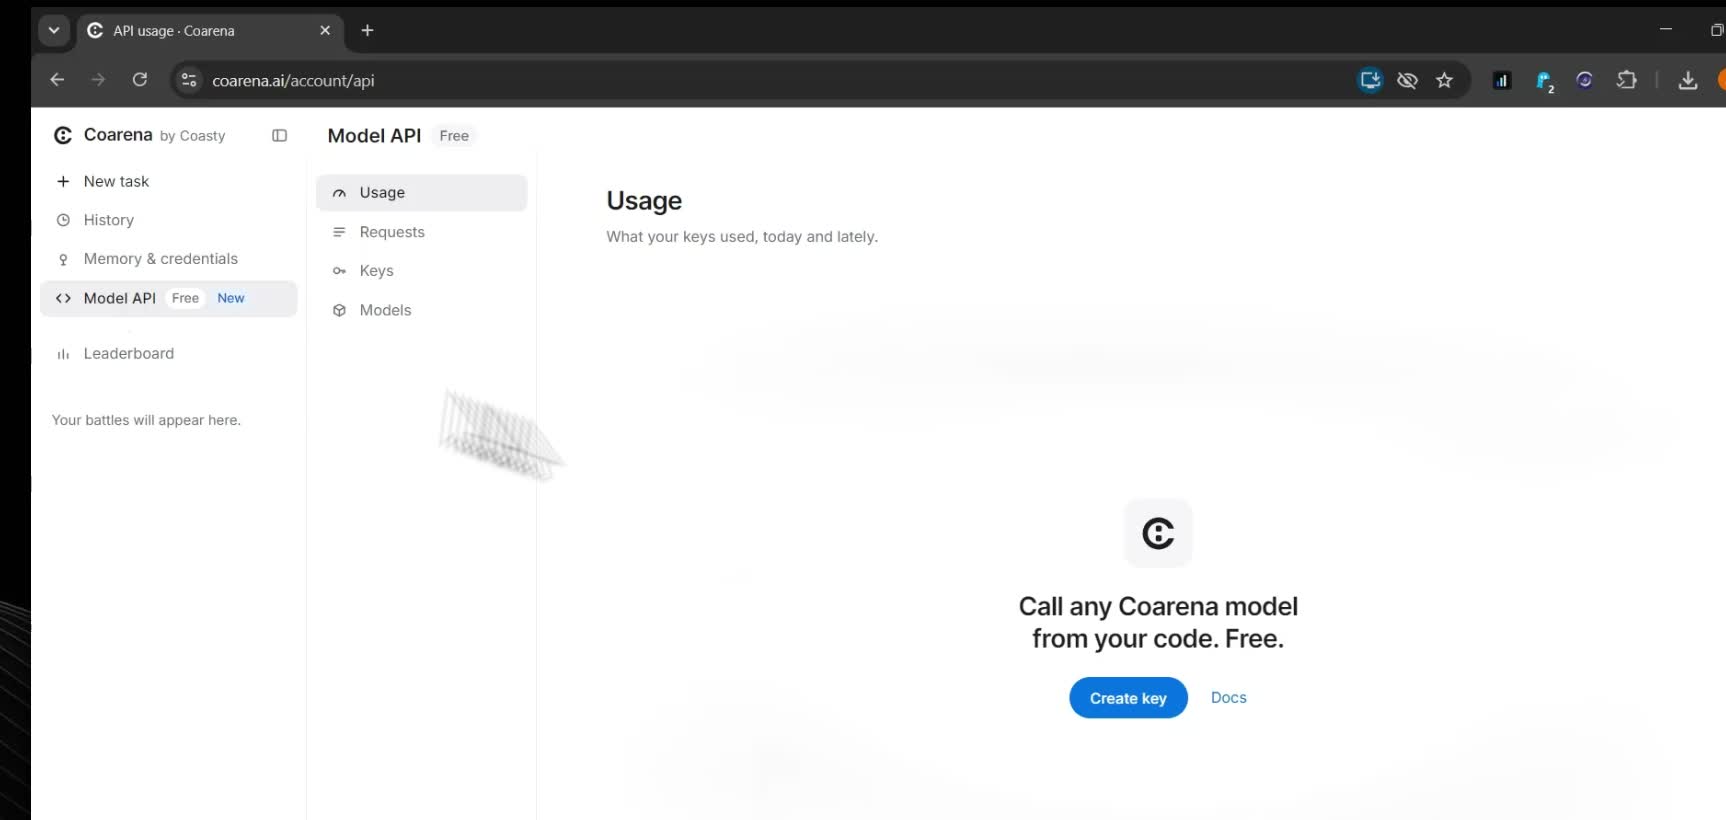 API usage · Coarena
coarena.ai/account/api
2
Coarena by Coasty
New task
History
Memory & credentials
Model API Free New
Leaderboard
Your battles will appear here.
Model API Free
Usage
Requests
Keys
Models
Usage
What your keys used, today and lately.
Call any Coarena model
from your code. Free.
Create key Docs